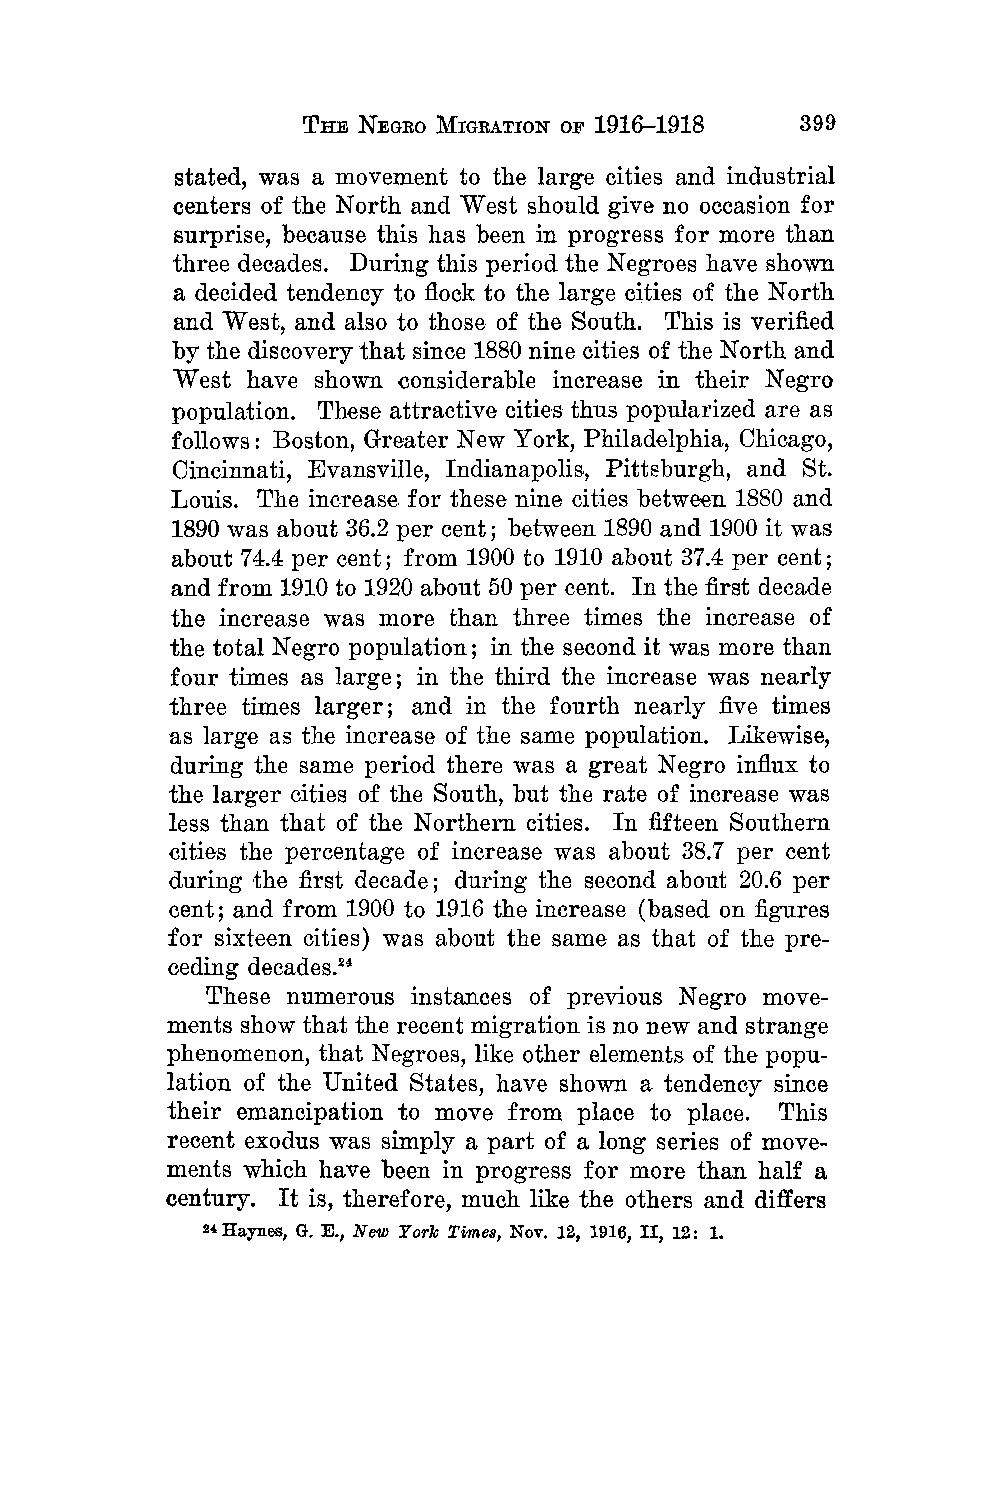 The Negro Migration of 1916–1918 399
stated, was a movement to the large cities and industrial
centers of the North and West should give no occasion for
surprise, because this has been in progress for more than
three decades. During this period the Negroes have shown
a decided tendency to flock to the large cities of the North
and West, and also to those of the South. This is verified
by the discovery that since 1880 nine cities of the North and
West have shown considerable increase in their Negro
population. These attractive cities thus popularized are as
follows: Boston, Greater New York, Philadelphia, Chicago,
Cincinnati, Evansville, Indianapolis, Pittsburgh, and St.
Louis. The increase for these nine cities between 1880 and
1890 was about 36.2 per cent; between 1890 and 1900 it was
about 74.4 per cent; from 1900 to 1910 about 37.4 per cent;
and from 1910 to 1920 about 50 per cent. In the first decade
the increase was more than three times the increase of
the total Negro population; in the second it was more than
four times as large; in the third the increase was nearly
three times larger; and in the fourth nearly five times
as large as the increase of the same population. Likewise,
during the same period there was a great Negro influx to
the larger cities of the South, but the rate of increase was
less than that of the Northern cities. In fifteen Southern
cities the percentage of increase was about 38.7 per cent
during the first decade; during the second about 20.6 per
cent; and from 1900 to 1916 the increase (based on figures
for sixteen cities) was about the same as that of the pre-
ceding decades.²⁴
These numerous instances of previous Negro move-
ments show that the recent migration is no new and strange
phenomenon, that Negroes, like other elements of the popu-
lation of the United States, have shown a tendency since
their emancipation to move from place to place. This
recent exodus was simply a part of a long series of move-
ments which have been in progress for more than half a
century. It is, therefore, much like the others and differs
²⁴ Haynes, G. E., New York Times, Nov. 12, 1916, II, 12: 1.